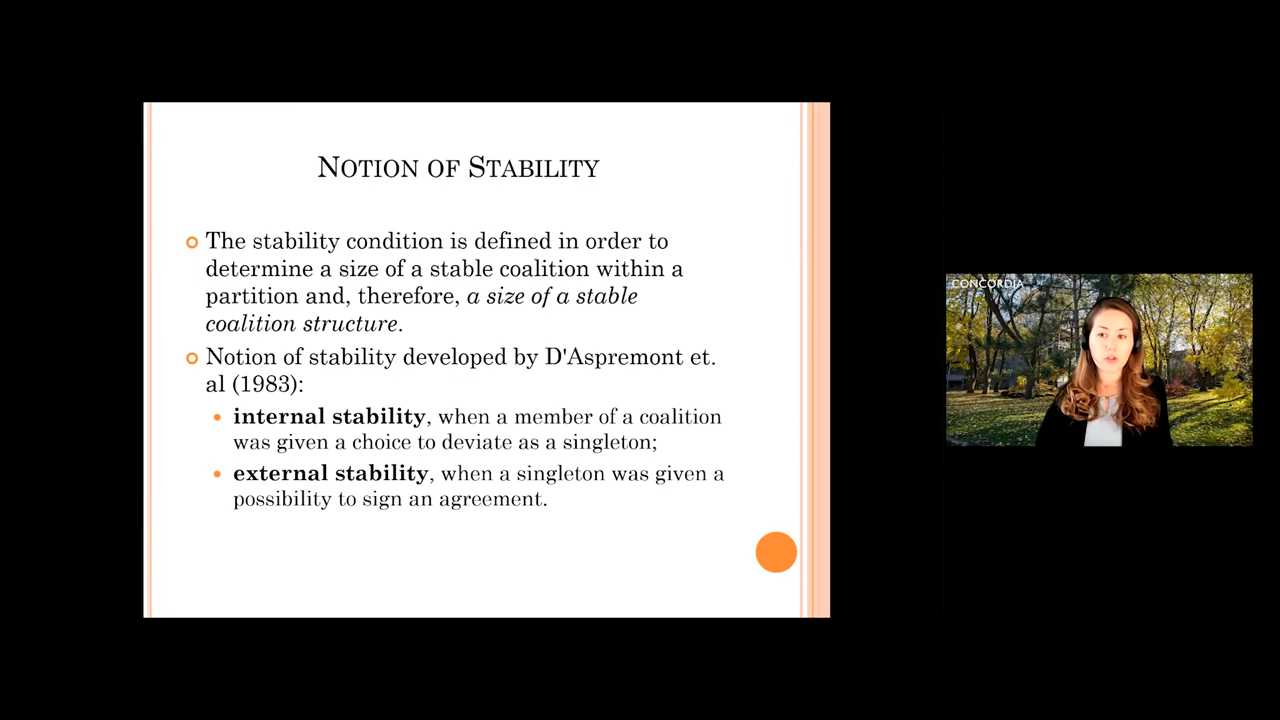 NOTION OF STABILITY
The stability condition is defined in order to
determine a size of a stable coalition within a
partition and, therefore, a size of a stable
coalition structure.
Notion of stability developed by D'Aspremont et.
al (1983):
internal stability, when a member of a coalition
was given a choice to deviate as a singleton;
external stability, when a singleton was given a
possibility to sign an agreement.
CONCORDIA